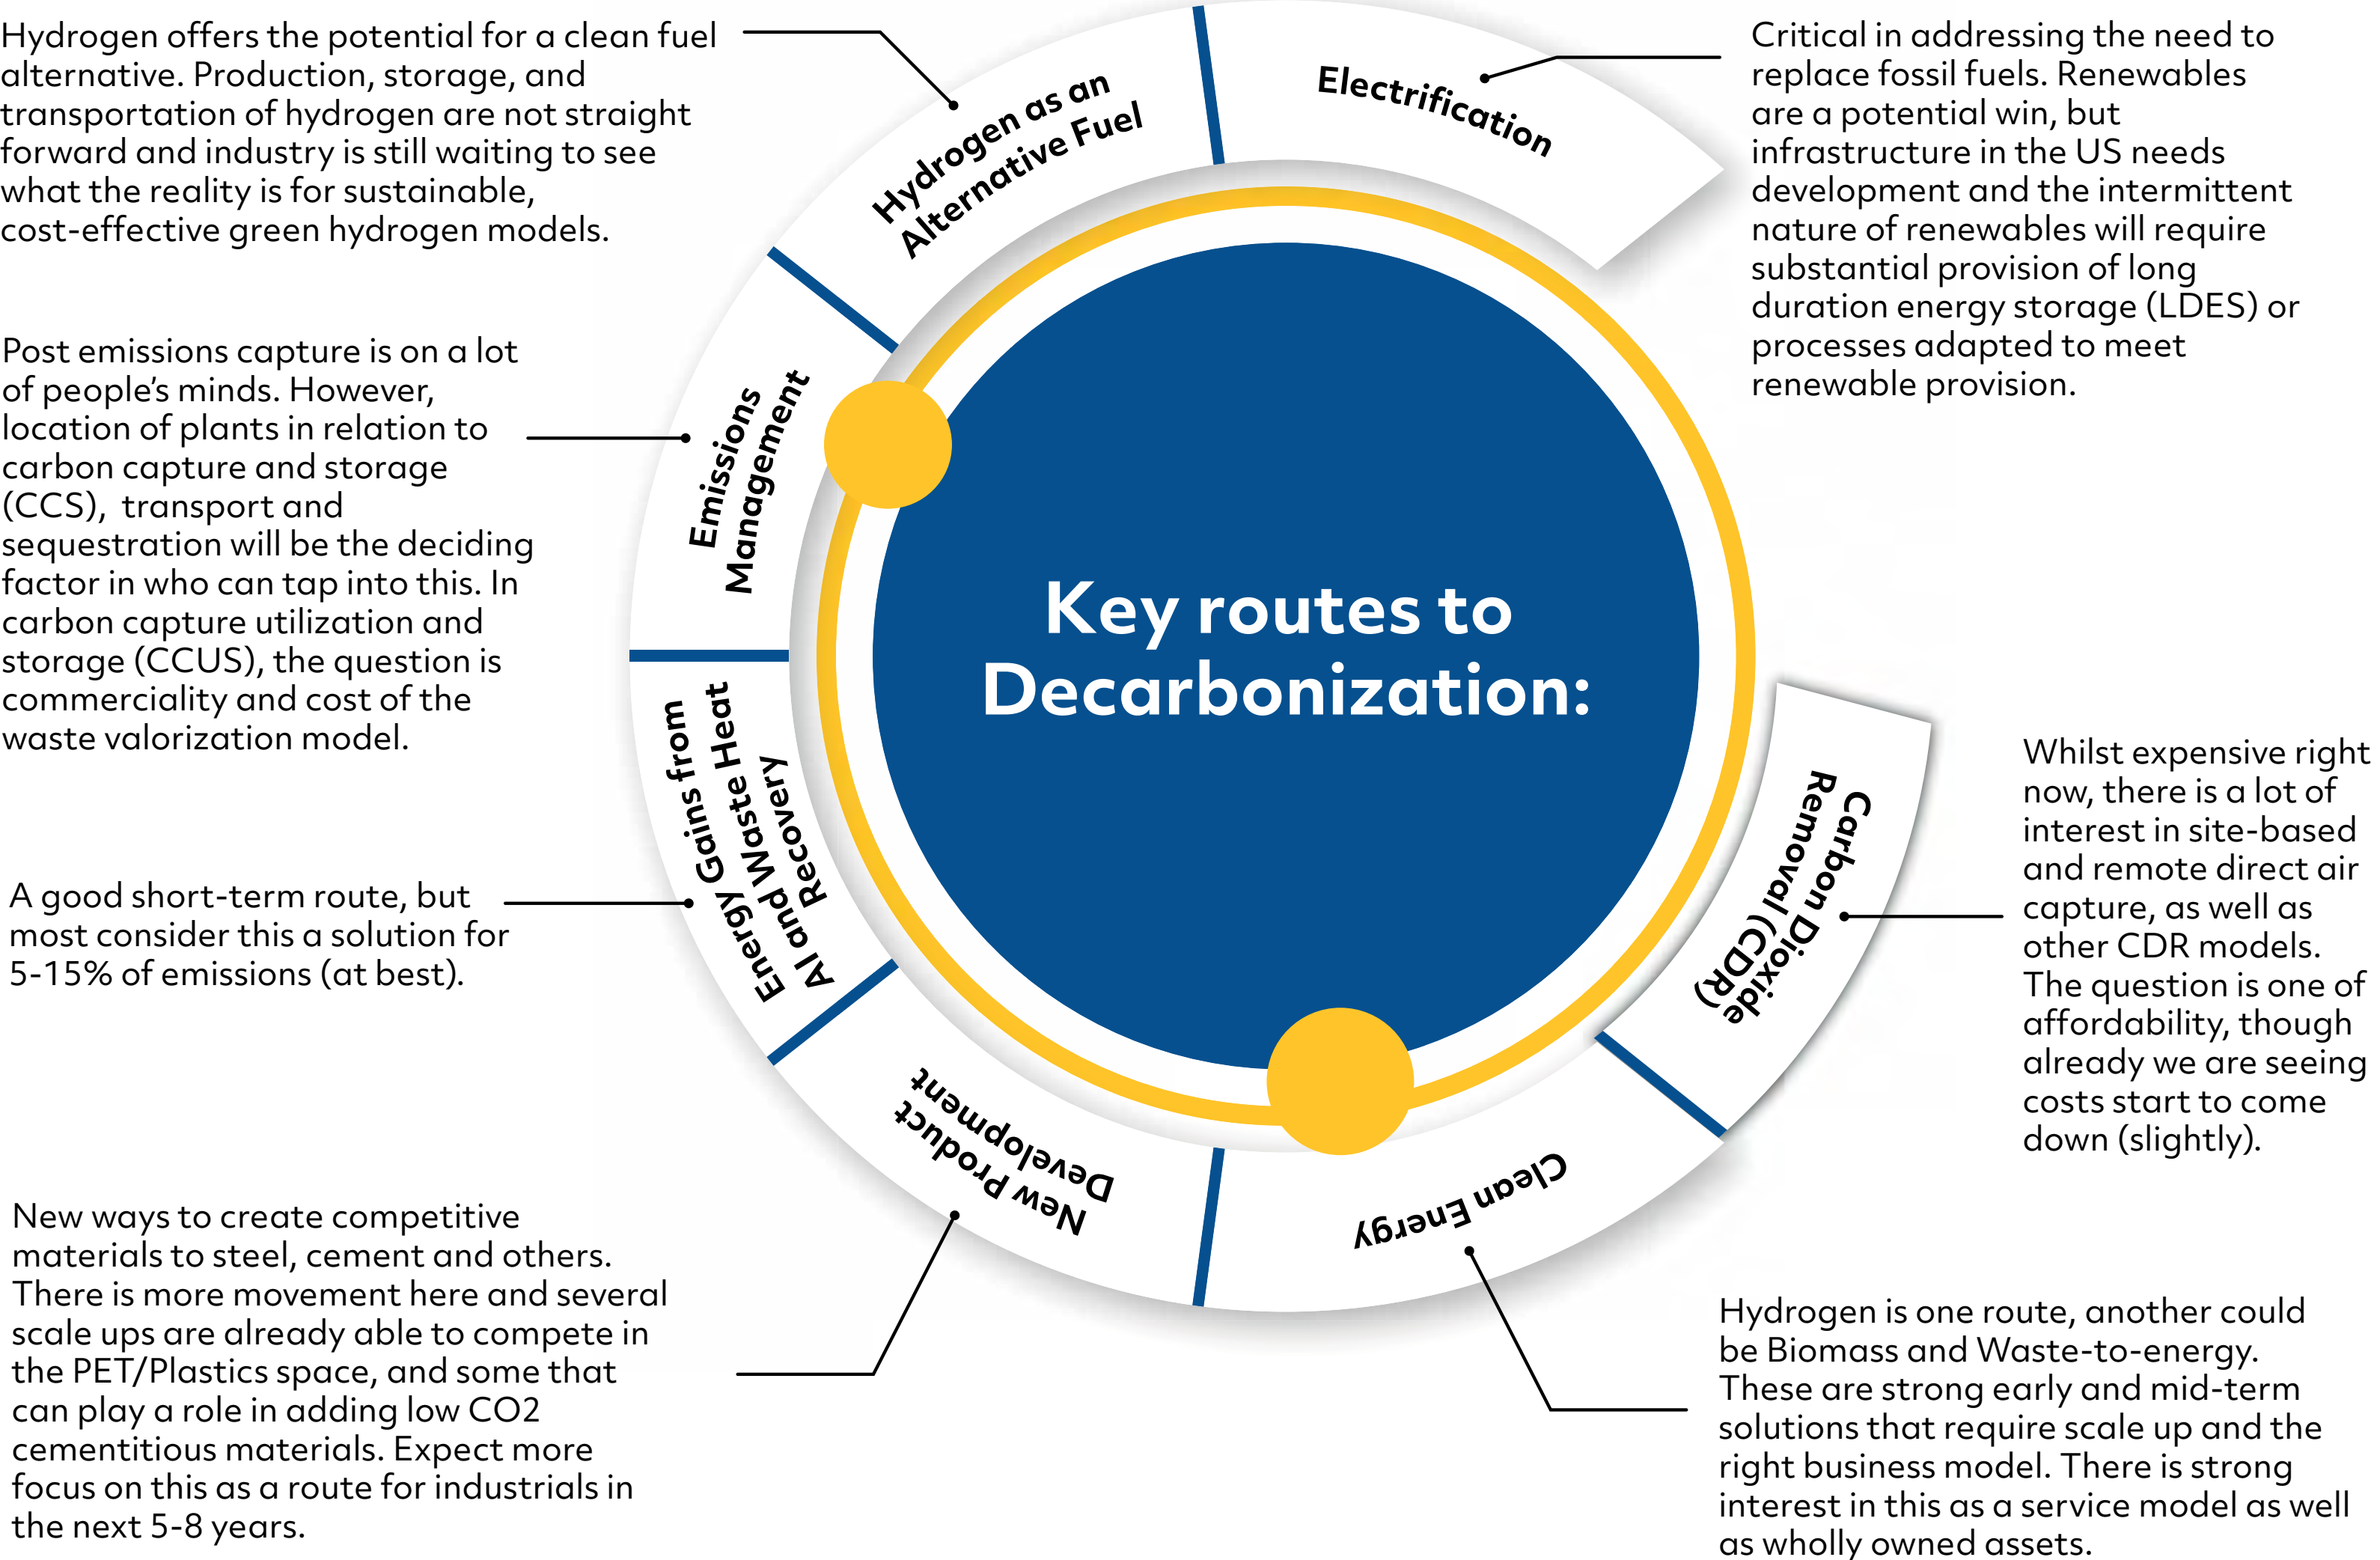 Key routes to
Decarbonization:
Electrification
Critical in addressing the need to
replace fossil fuels. Renewables
are a potential win, but
infrastructure in the US needs
development and the intermittent
nature of renewables will require
substantial provision of long
duration energy storage (LDES) or
processes adapted to meet
renewable provision.
Hydrogen as an
Alternative Fuel
Hydrogen offers the potential for a clean fuel
alternative. Production, storage, and
transportation of hydrogen are not straight
forward and industry is still waiting to see
what the reality is for sustainable,
cost-effective green hydrogen models.
Emissions
Management
Post emissions capture is on a lot
of people’s minds. However,
location of plants in relation to
carbon capture and storage
(CCS),  transport and
sequestration will be the deciding
factor in who can tap into this. In
carbon capture utilization and
storage (CCUS), the question is
commerciality and cost of the
waste valorization model.
Energy Gains from
AI and Waste Heat
Recovery
A good short-term route, but
most consider this a solution for
5-15% of emissions (at best).
New Product
Development
New ways to create competitive
materials to steel, cement and others.
There is more movement here and several
scale ups are already able to compete in
the PET/Plastics space, and some that
can play a role in adding low CO2
cementitious materials. Expect more
focus on this as a route for industrials in
the next 5-8 years.
Clean Energy
Hydrogen is one route, another could
be Biomass and Waste-to-energy.
These are strong early and mid-term
solutions that require scale up and the
right business model. There is strong
interest in this as a service model as well
as wholly owned assets.
Carbon Dioxide
Removal (CDR)
Whilst expensive right
now, there is a lot of
interest in site-based
and remote direct air
capture, as well as
other CDR models.
The question is one of
affordability, though
already we are seeing
costs start to come
down (slightly).